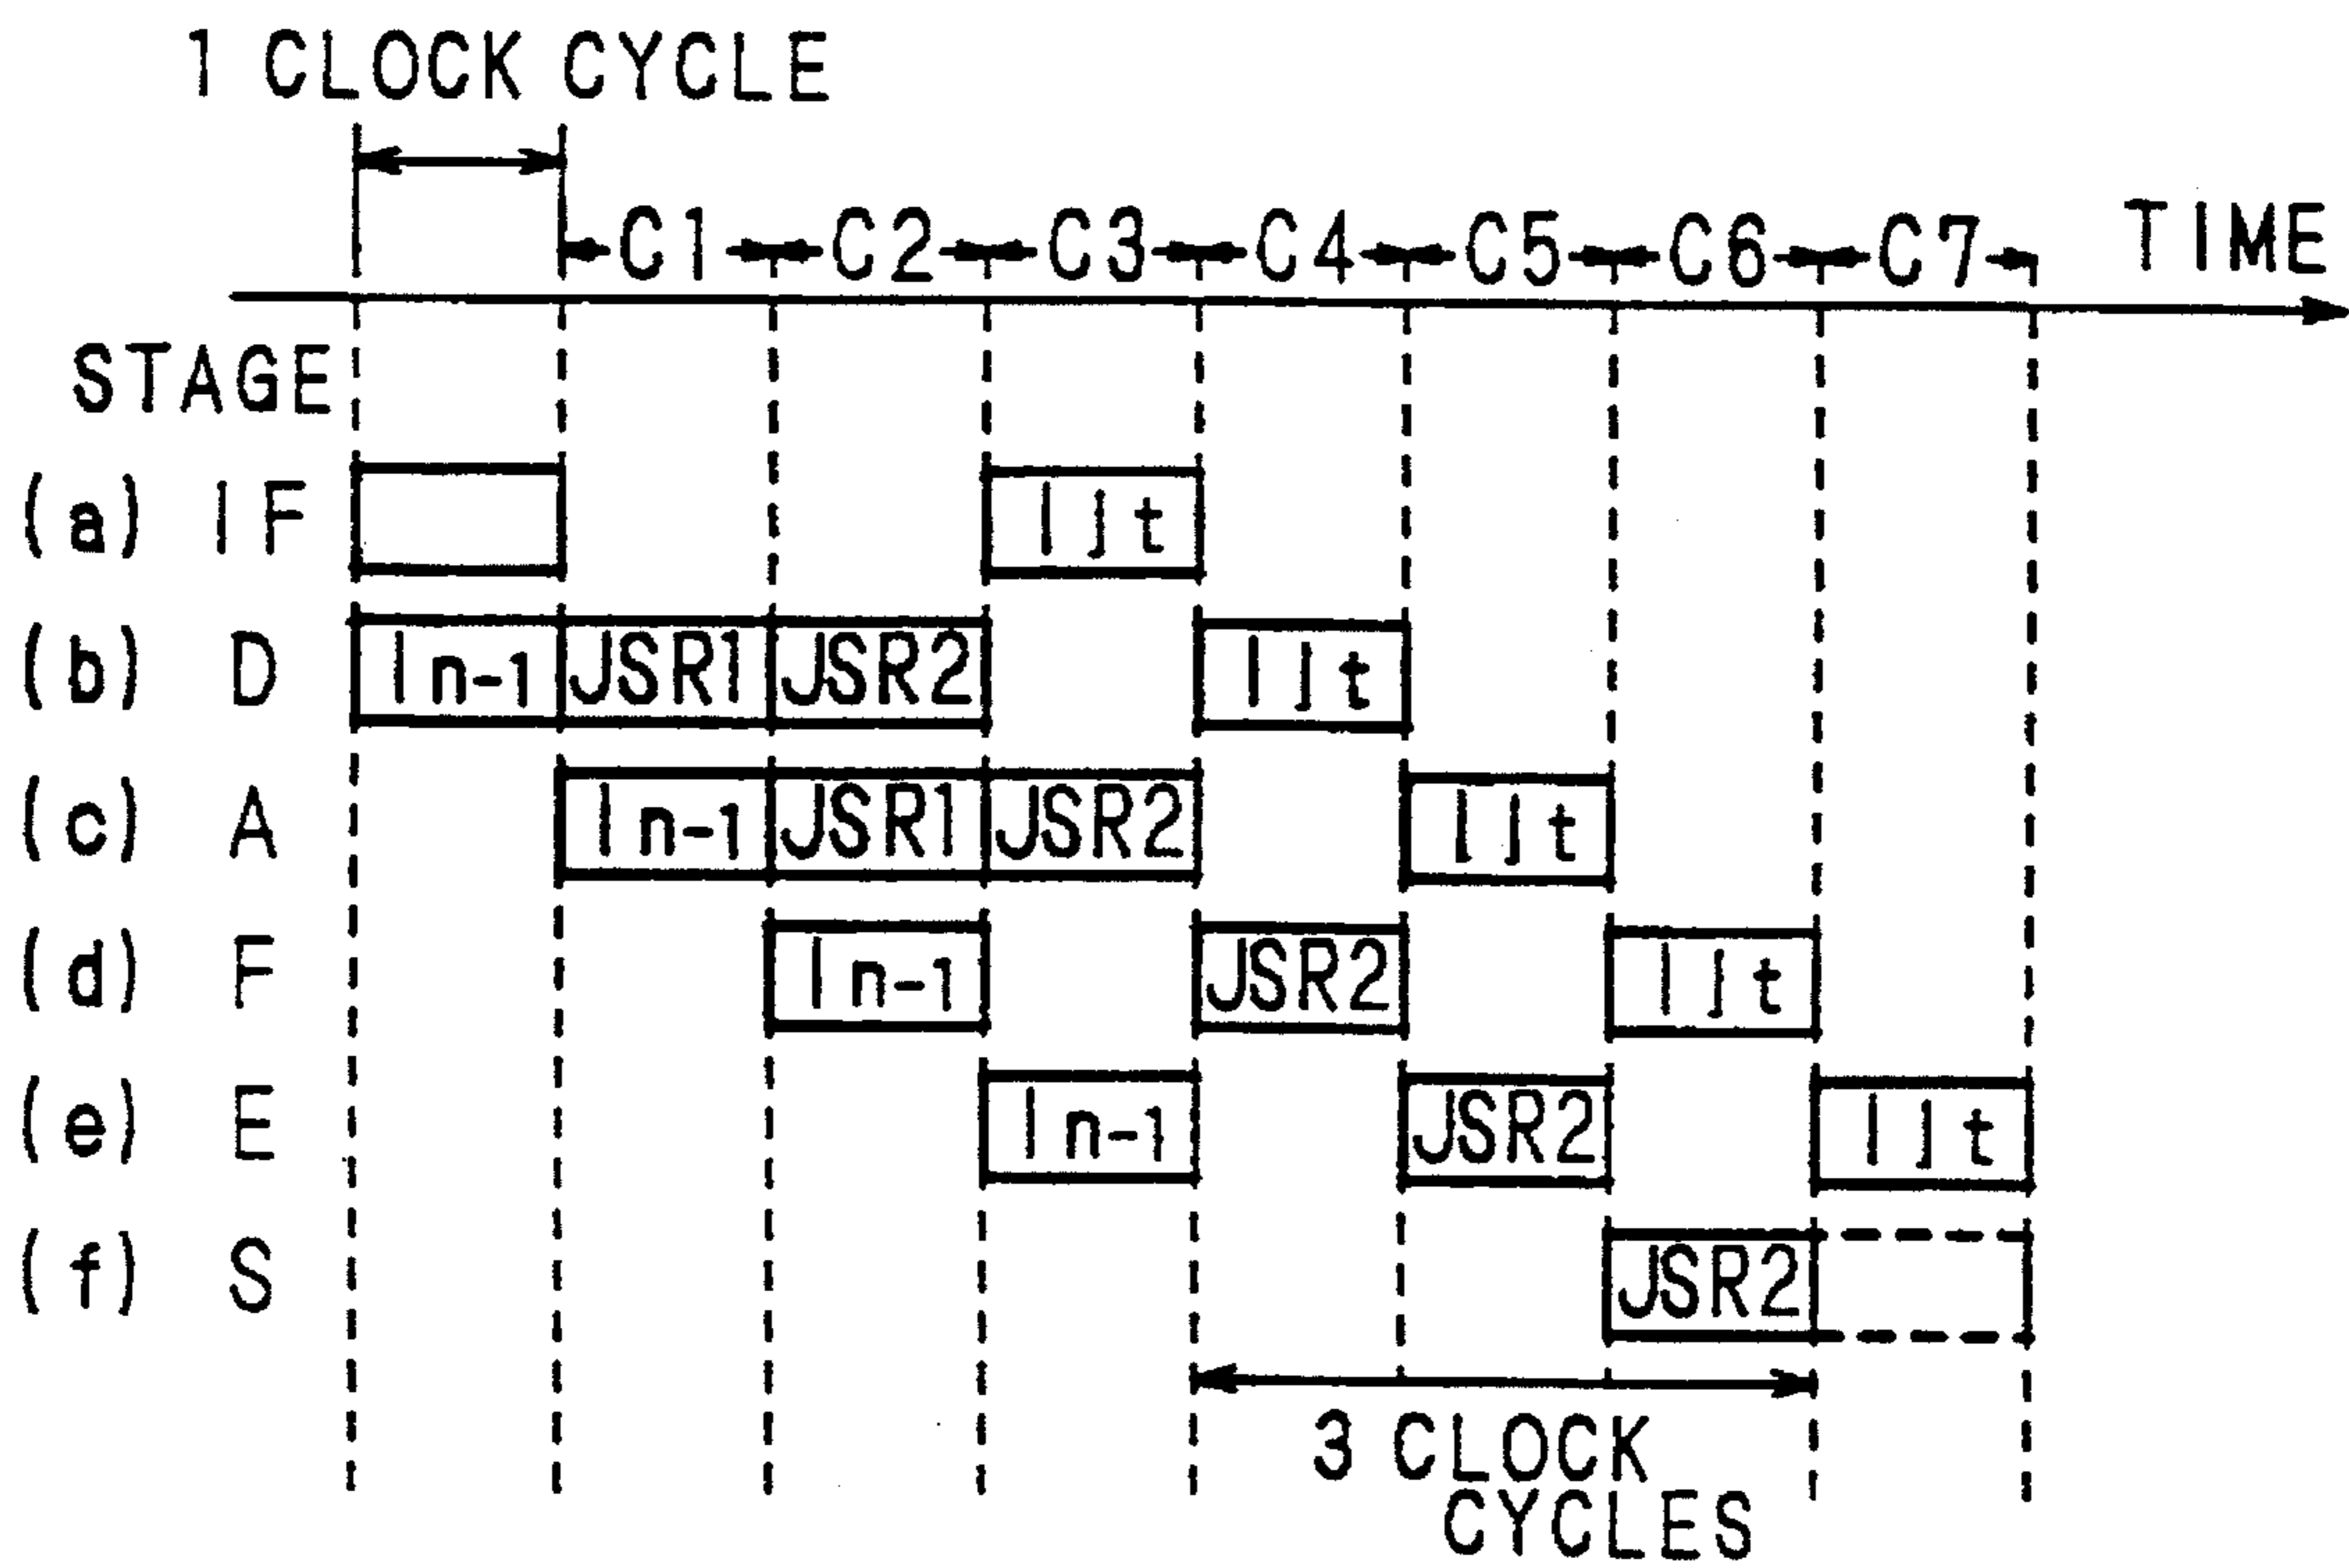 1 CLOCK CYCLE
C1 C2 C3 C4 C5 C6 C7 TIME
STAGE
(a) IF Ijt
(b) D In-1 JSR1 JSR2 Ijt
(c) A In-1 JSR1 JSR2 Ijt
(d) F In-1 JSR2 Ijt
(e) E In-1 JSR2 Ijt
(f) S JSR2
3 CLOCK
CYCLES